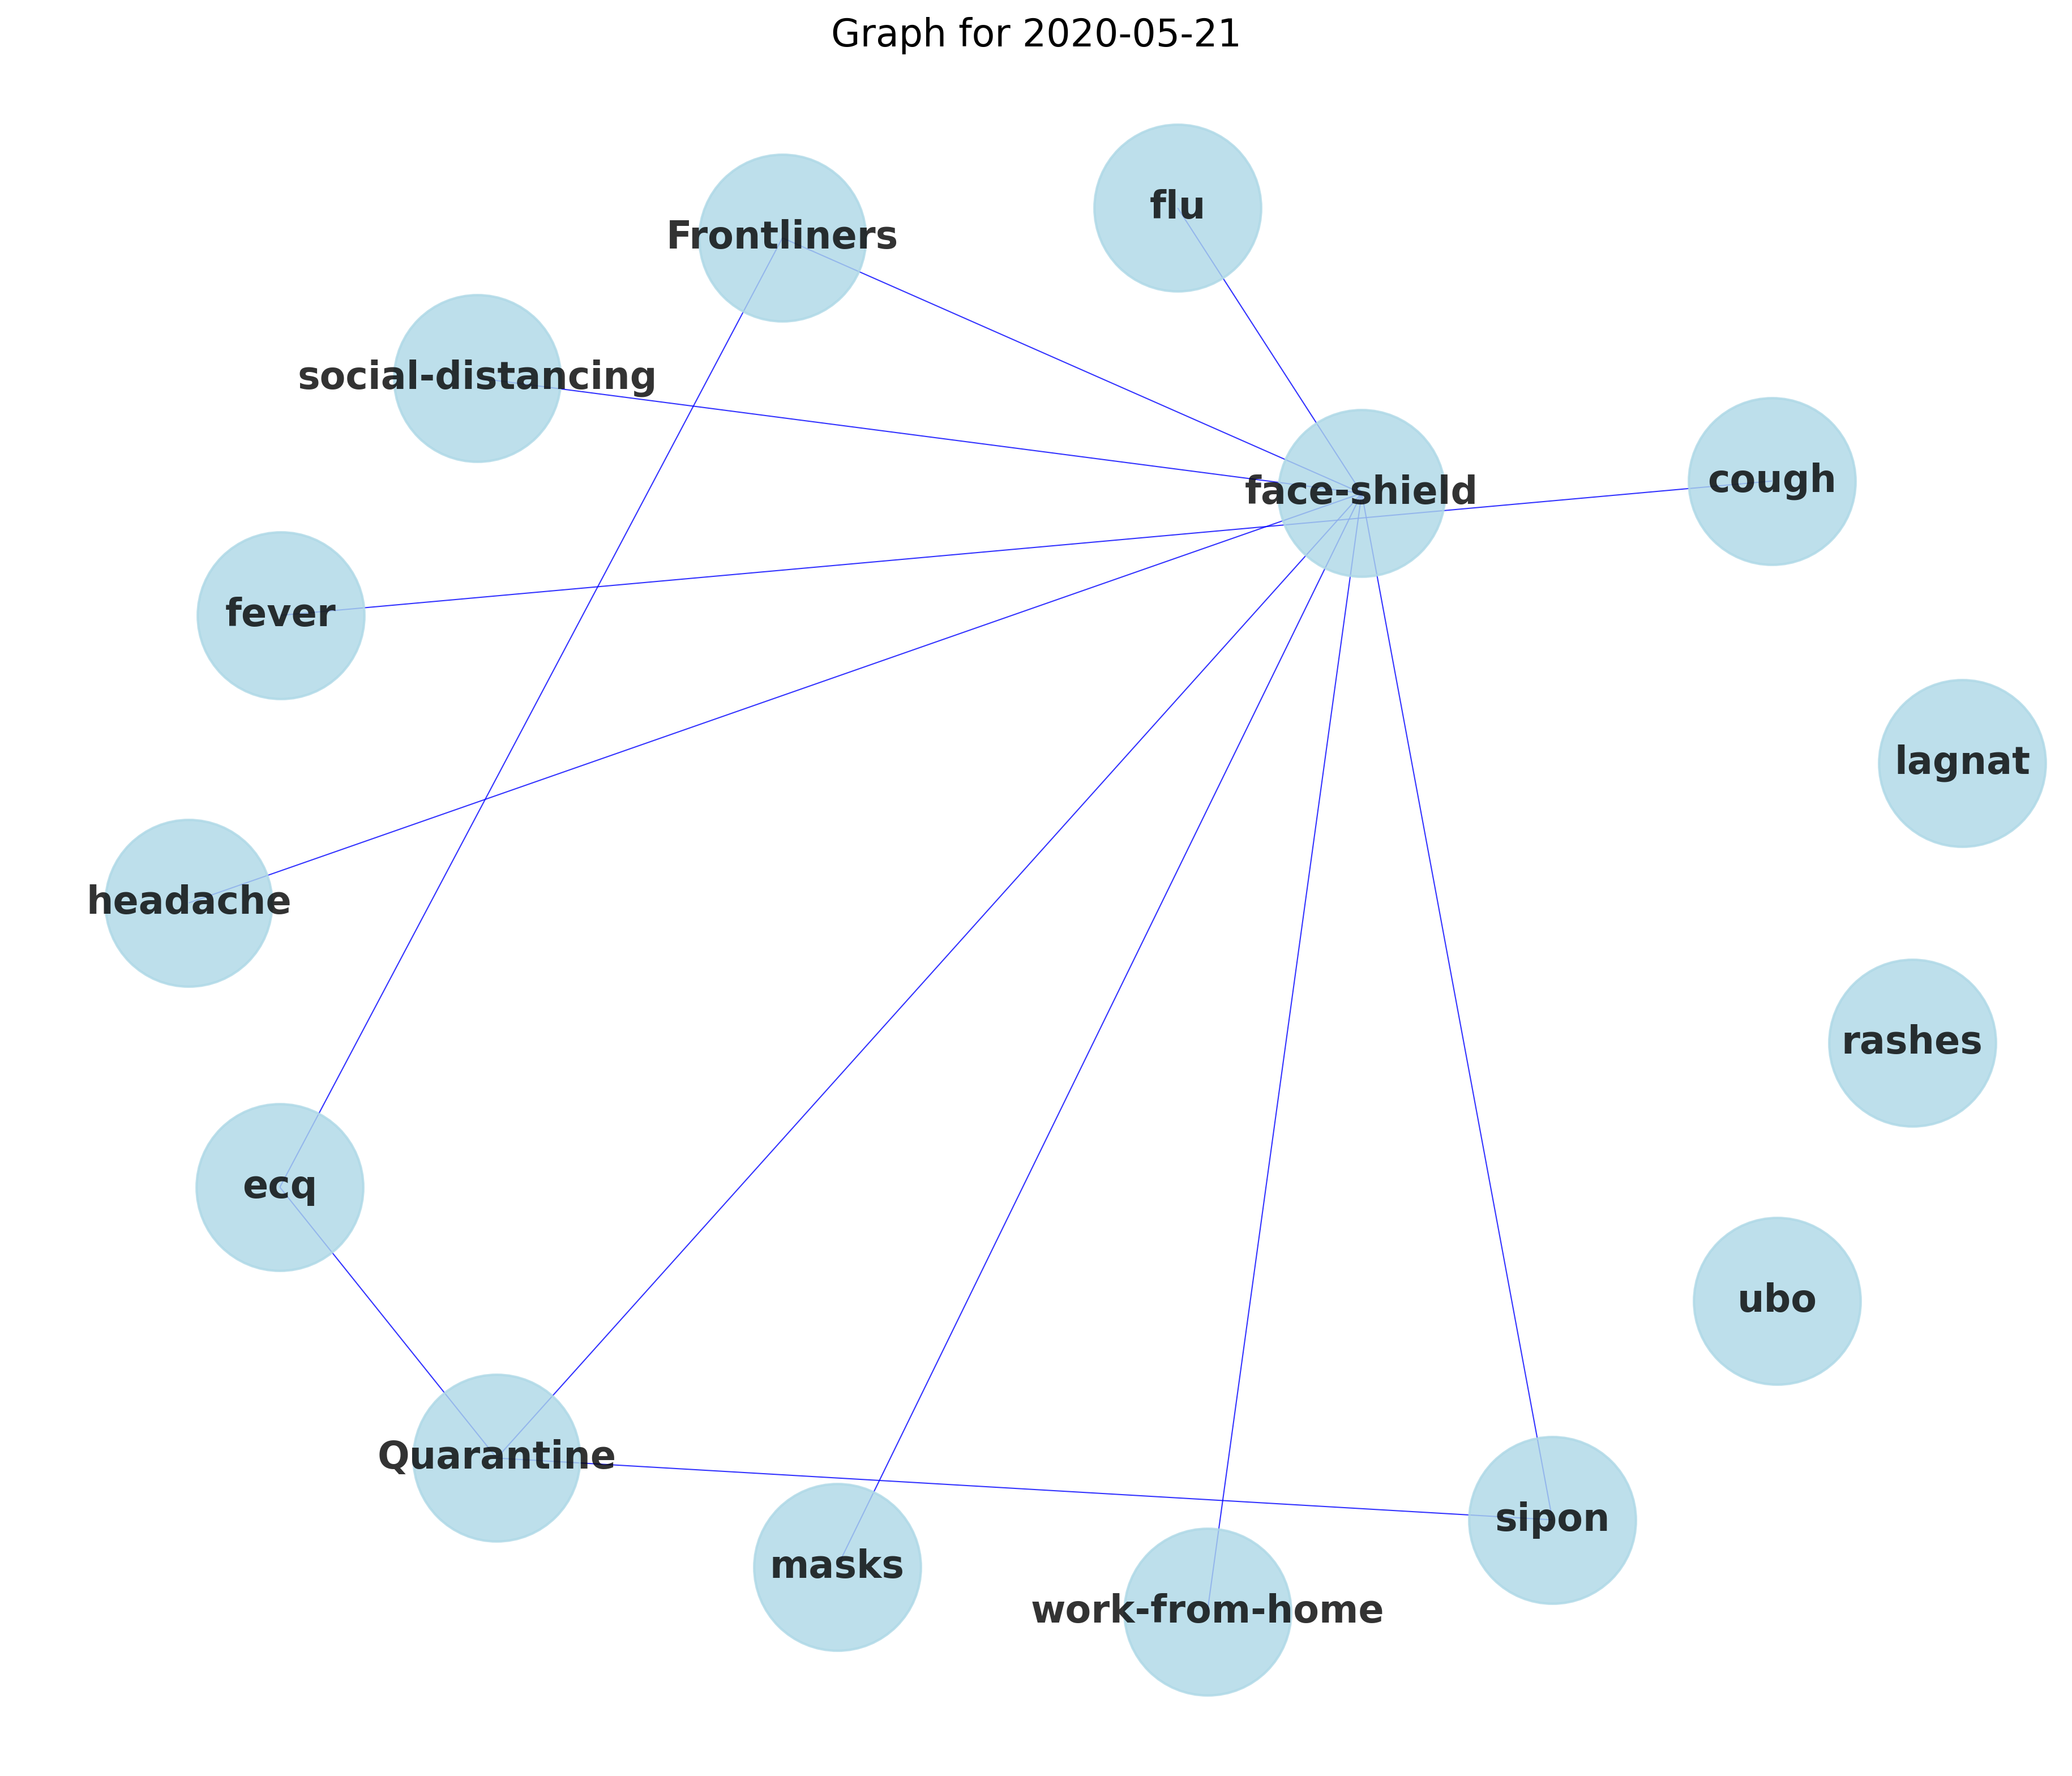 Graph for 2020-05-21
flu
Frontliners
social-distancing
cough
face-shield
fever
lagnat
headache
rashes
ecq
ubo
Quarantine
sipon
masks
work-from-home